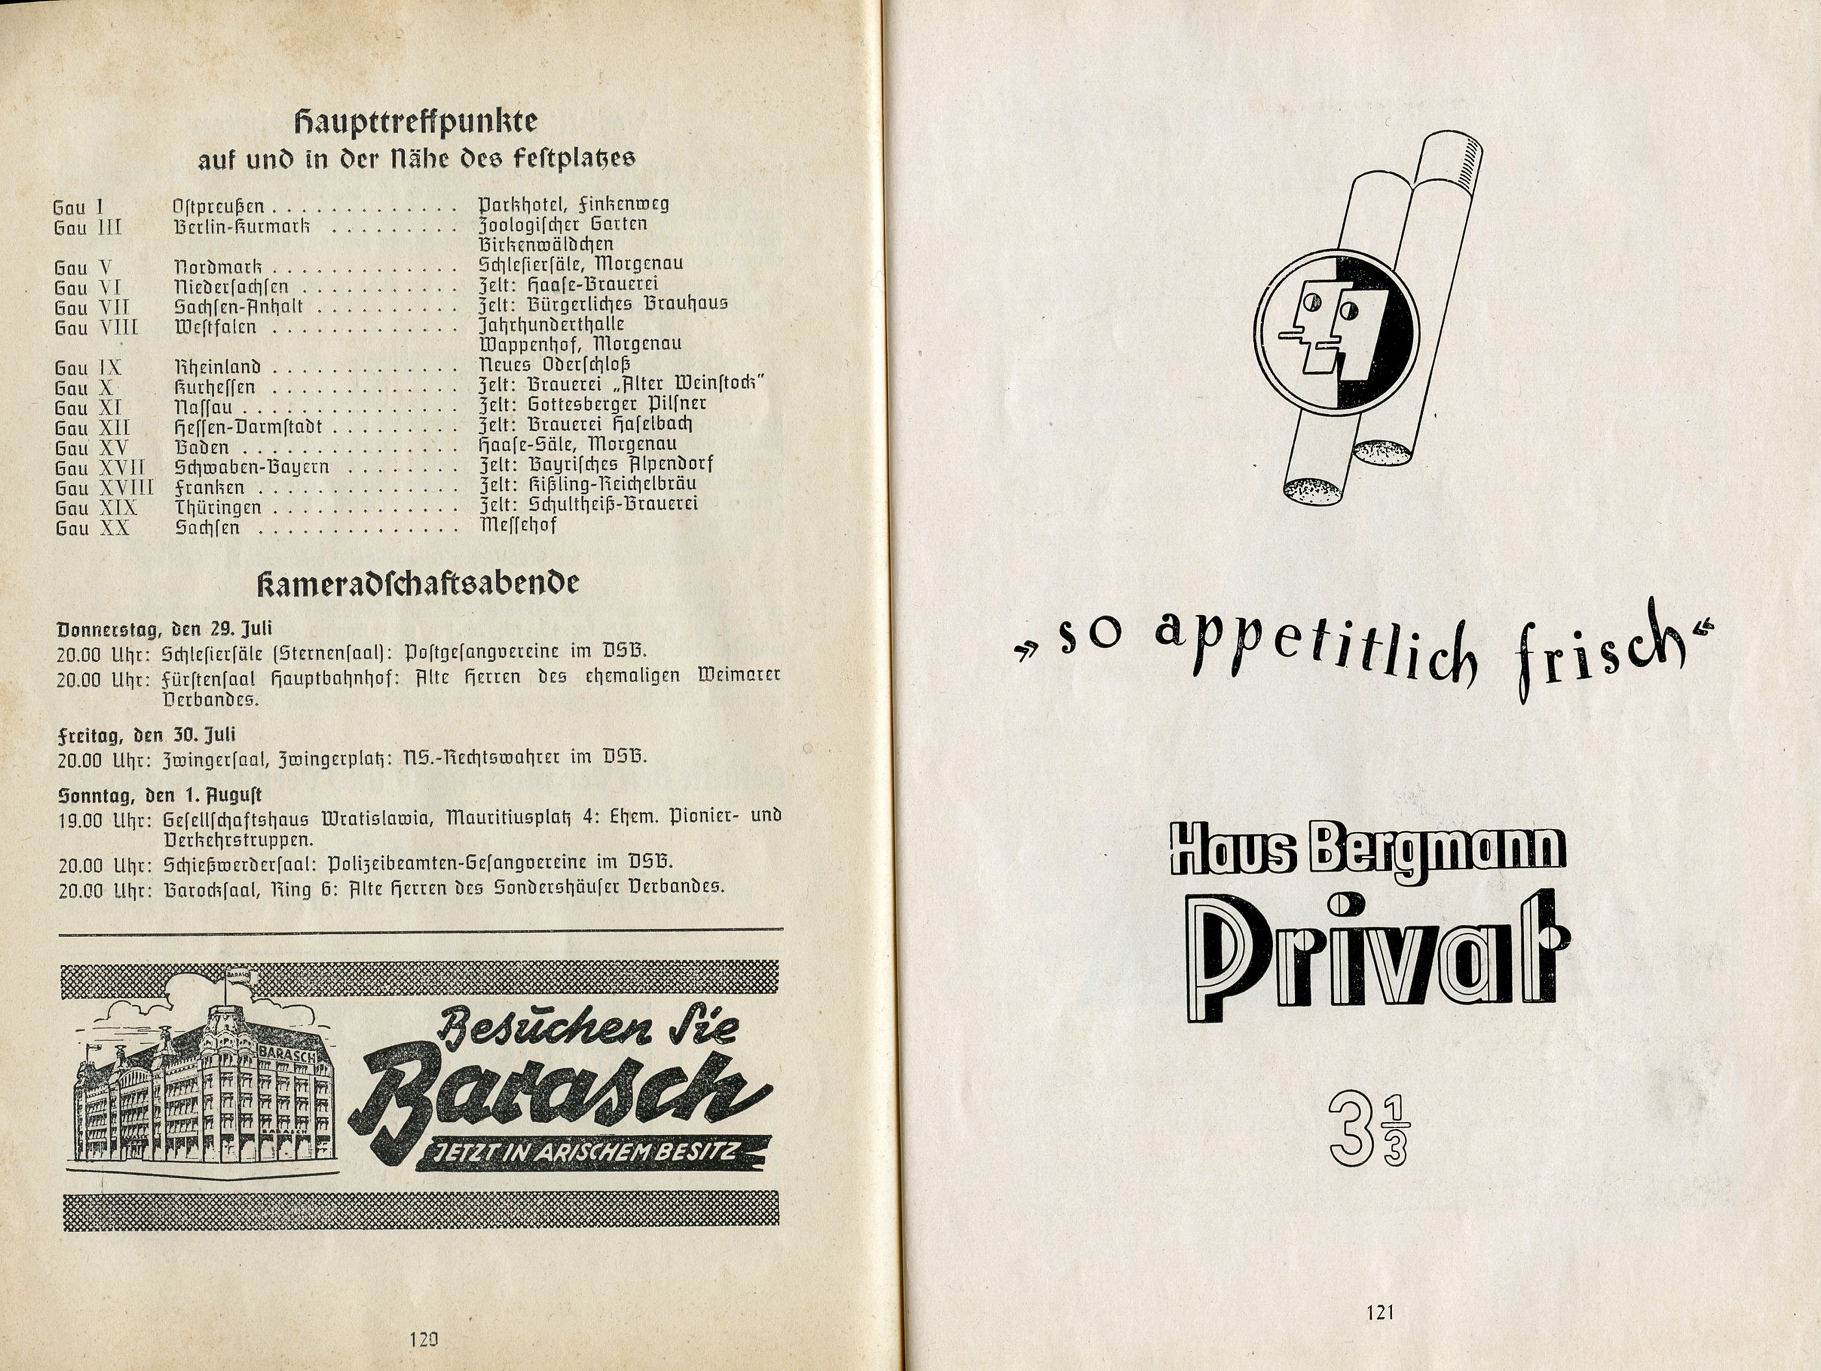 Haupttreffpunkte
auf und in der Nähe des Festplatzes
Gau I Ostpreußen . . . . . . . . . . . . . Parkhotel, Finkenweg
Gau III Berlin-Kurmark . . . . . . . . . Zoologischer Garten
Birkenwäldchen
Gau V Nordmark . . . . . . . . . . . . . Schlesiersäle, Morgenau
Gau VI Niedersachsen . . . . . . . . . . . Zelt: Haase-Brauerei
Gau VII Sachsen-Anhalt . . . . . . . . . . Zelt: Bürgerliches Brauhaus
Gau VIII Westfalen . . . . . . . . . . . . . . Jahrhunderthalle
Wappenhof, Morgenau
Gau IX Rheinland . . . . . . . . . . . . . Neues Oderschloß
Gau X Kurhessen . . . . . . . . . . . . . Zelt: Brauerei „Alter Weinstock"
Gau XI Nassau . . . . . . . . . . . . . . . Zelt: Gottesberger Pilsner
Gau XII Hessen-Darmstadt . . . . . . . . . Zelt: Brauerei Haselbach
Gau XV Baden . . . . . . . . . . . . . . . Haase-Säle, Morgenau
Gau XVII Schwaben-Bayern . . . . . . . . Zelt: Bayrisches Alpendorf
Gau XVIII Franken . . . . . . . . . . . . . . Zelt: Kißling-Reichelbräu
Gau XIX Thüringen . . . . . . . . . . . . . Zelt: Schultheiß-Brauerei
Gau XX Sachsen . . . . . . . . . . . . . . Messehof
Kameradschaftsabende
Donnerstag, den 29. Juli
20.00 Uhr: Schlesiersäle (Sternensaal): Postgesangvereine im DSB.
20.00 Uhr: Fürstensaal Hauptbahnhof: Alte Herren des ehemaligen Weimarer
Verbandes.
Freitag, den 30. Juli
20.00 Uhr: Zwingersaal, Zwingerplatz: NS.-Rechtswahrer im DSB.
Sonntag, den 1. August
19.00 Uhr: Gesellschaftshaus Wratislawia, Mauritiusplatz 4: Ehem. Pionier- und
Verkehrstruppen.
20.00 Uhr: Schießwerdersaal: Polizeibeamten-Gesangvereine im DSB.
20.00 Uhr: Barocksaal, Ring 6: Alte Herren des Sondershäuser Verbandes.
BARASCH
BARASCH
BARASCH
Besuchen Sie
Barasch
JETZT IN ARISCHEM BESITZ
120
„so appetitlich frisch“
Haus Bergmann
Privat
3 1/3
121